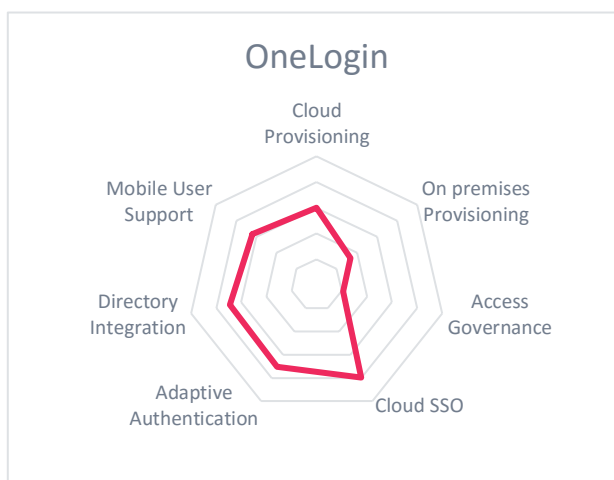 OneLogin
Cloud
Provisioning
On premises
Provisioning
Access
Governance
Cloud SSO
Adaptive
Authentication
Directory
Integration
Mobile User
Support